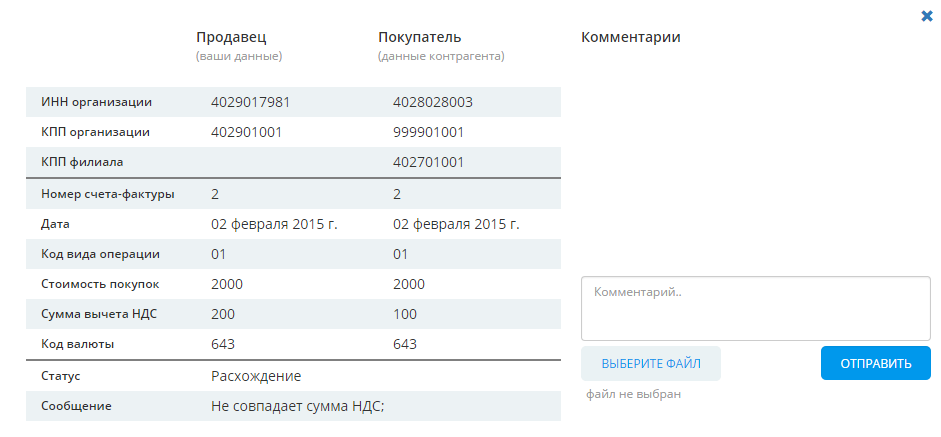 Продавец Покупатель Комментарии
(ваши данные) (данные контрагента)
ИНН организации 4029017981 4028028003
КПП организации 402901001 999901001
КПП филиала 402701001
Номер счета-фактуры 2 2
Дата 02 февраля 2015 г. 02 февраля 2015 г.
Код вида операции 01 01
Стоимость покупок 2000 2000
Комментарий..
Сумма вычета НДС 200 100
Код валюты 643 643
ВЫБЕРИТЕ ФАЙЛ ОТПРАВИТЬ
Статус Расхождение
файл не выбран
Сообщение Не совпадает сумма НДС;